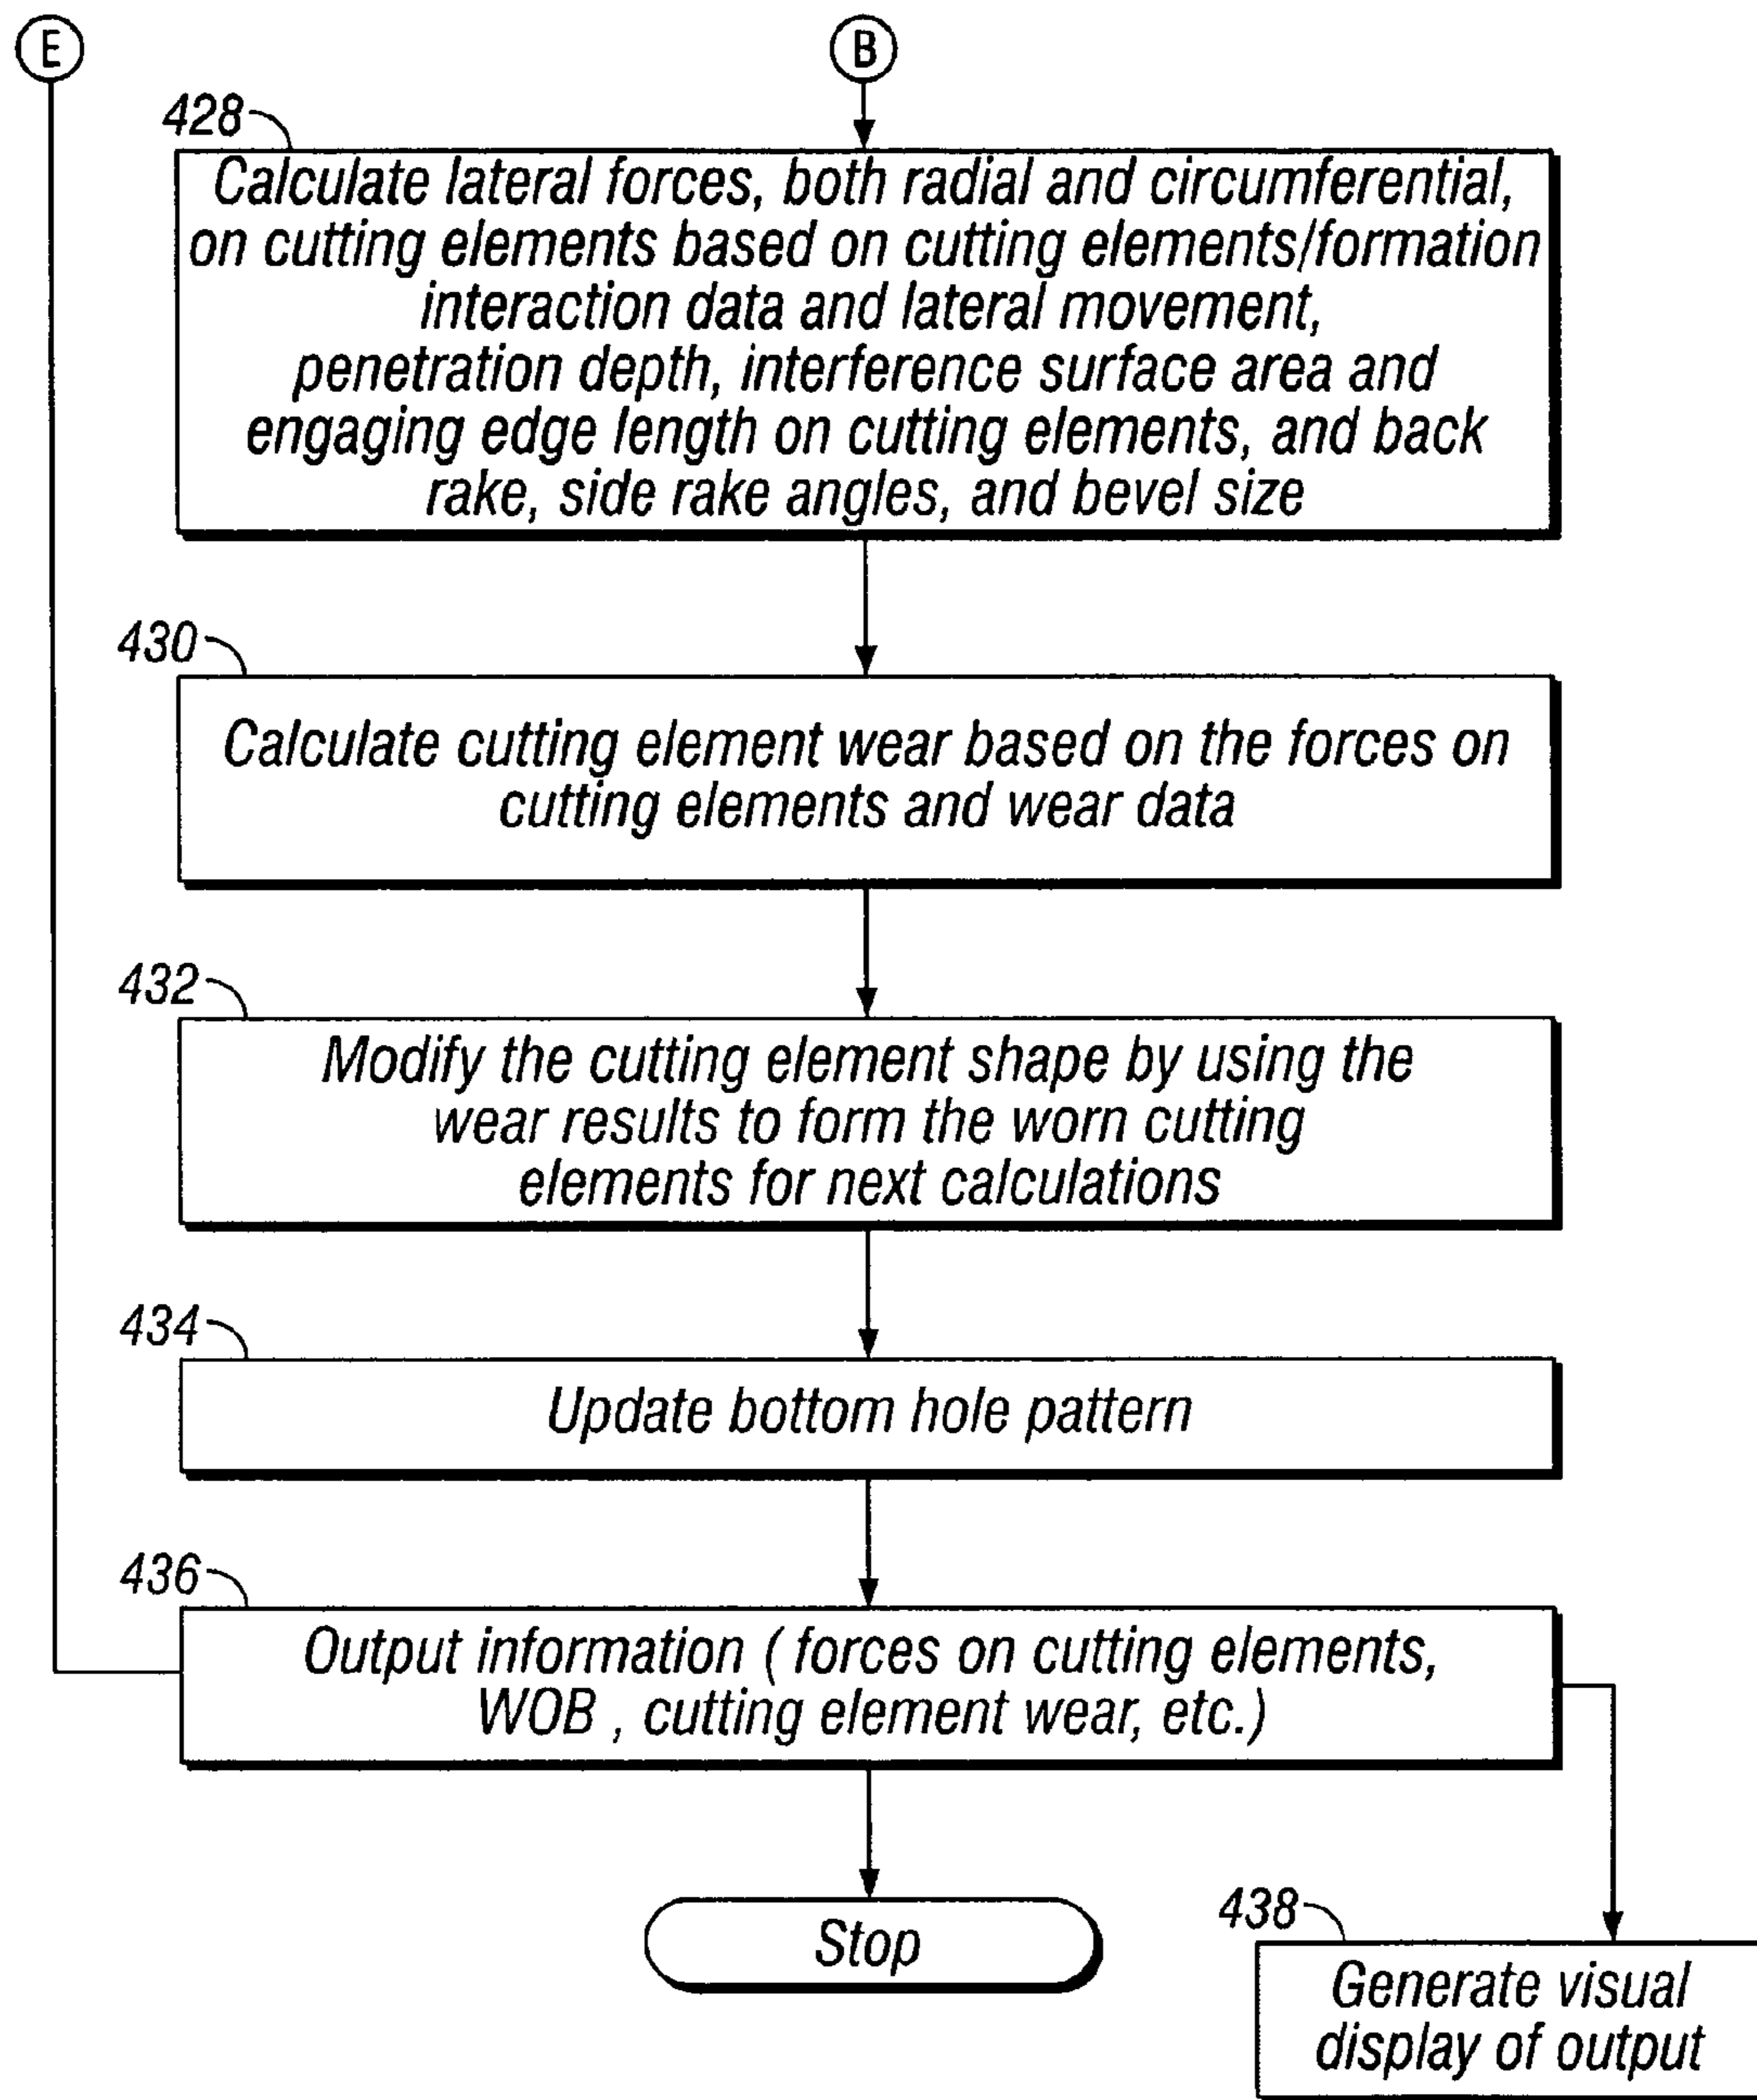 E
B
428
Calculate lateral forces, both radial and circumferential,
on cutting elements based on cutting elements/formation
interaction data and lateral movement,
penetration depth, interference surface area and
engaging edge length on cutting elements, and back
rake, side rake angles, and bevel size
430
Calculate cutting element wear based on the forces on
cutting elements and wear data
432
Modify the cutting element shape by using the
wear results to form the worn cutting
elements for next calculations
434
Update bottom hole pattern
436
Output information ( forces on cutting elements,
WOB , cutting element wear, etc.)
Stop
438
Generate visual
display of output